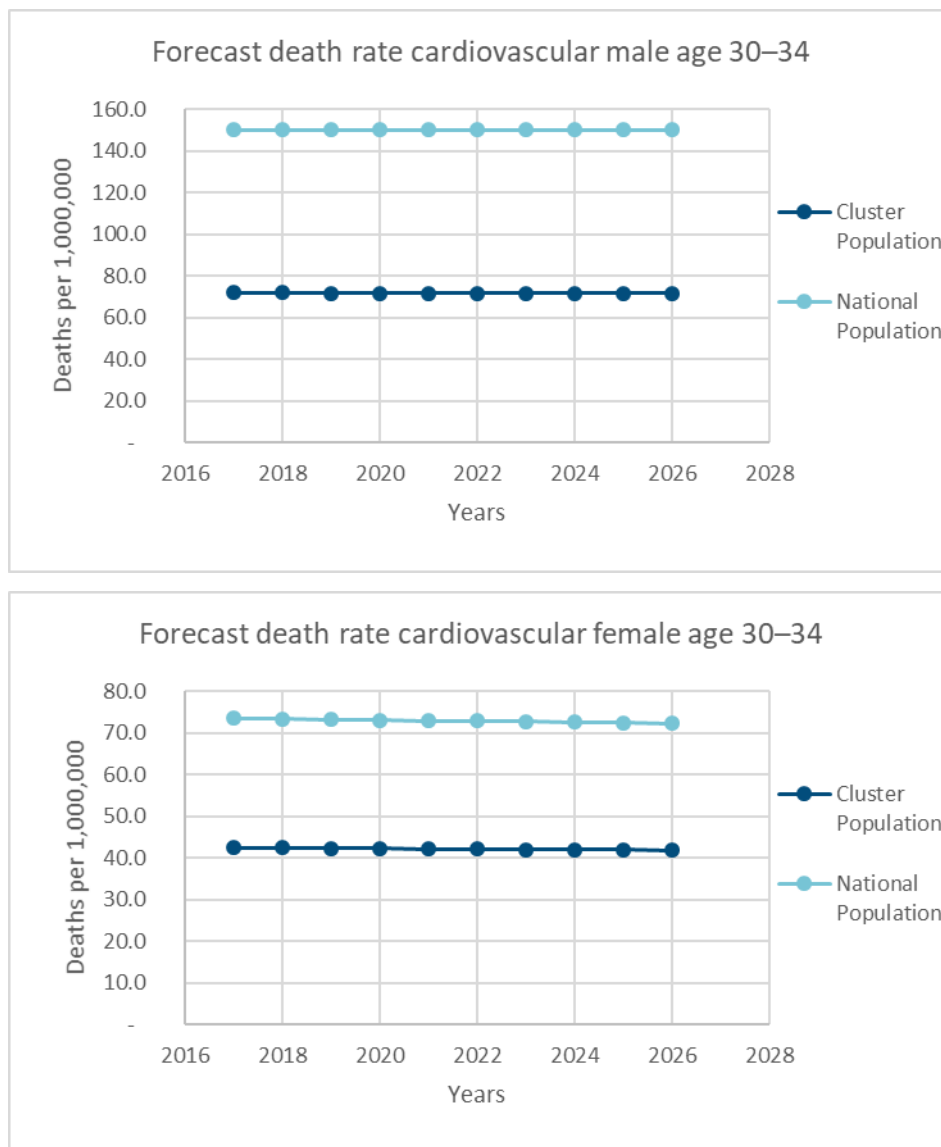 Forecast death rate cardiovascular male age 30–34
160.0
140.0
120.0
100.0
80.0
60.0
40.0
20.0
-
Deaths per 1,000,000
2016 2018 2020 2022 2024 2026 2028
Years
Cluster
Population
National
Population
Forecast death rate cardiovascular female age 30–34
80.0
70.0
60.0
50.0
40.0
30.0
20.0
10.0
-
Deaths per 1,000,000
2016 2018 2020 2022 2024 2026 2028
Years
Cluster
Population
National
Population